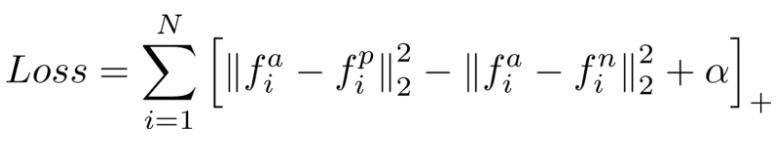 $Loss = \sum_{i=1}^{N} \left[ \|f_i^a - f_i^p\|_2^2 - \|f_i^a - f_i^n\|_2^2 + \alpha \right]_+$